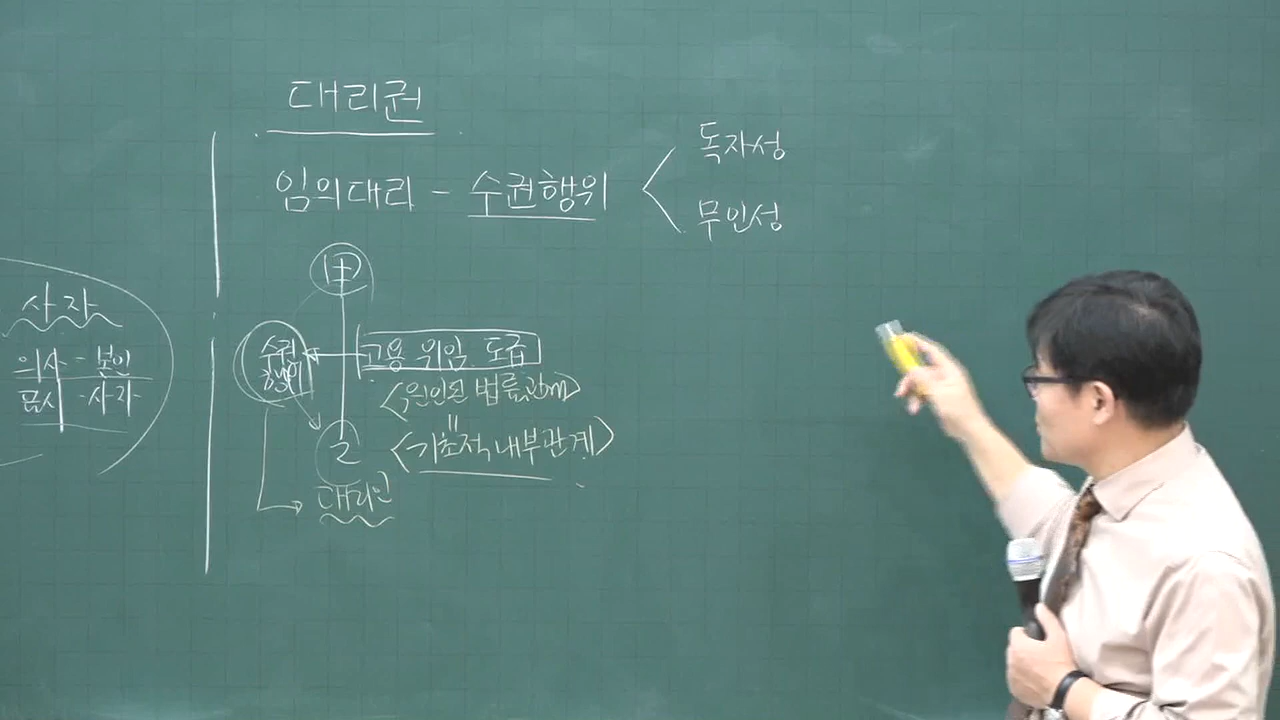 대리권
임의대리 - 수권행위
독자성
무인성
사자
의사 - 본인
표시 - 사자
수권
행위
고용 위임 도급
<원인된 법률관계>
"
<기초적 내부관계>
乙
대리인